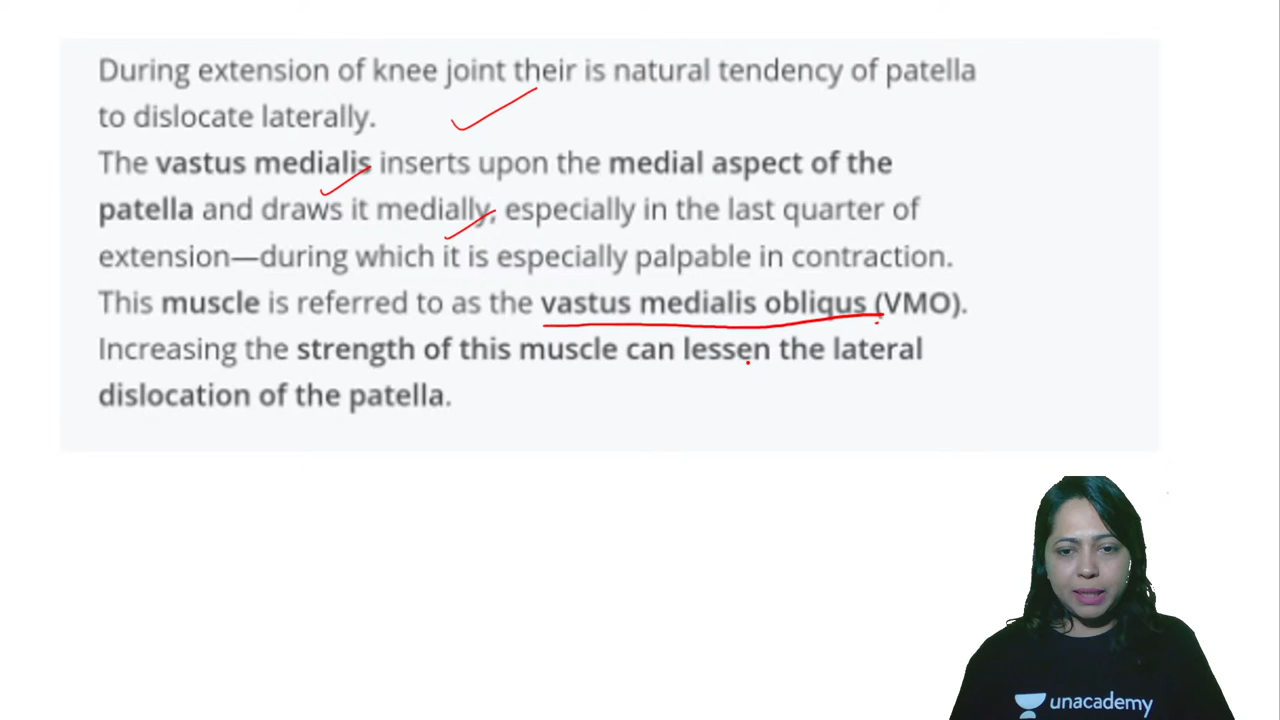 During extension of knee joint their is natural tendency of patella
to dislocate laterally.
The vastus medialis inserts upon the medial aspect of the
patella and draws it medially, especially in the last quarter of
extension—during which it is especially palpable in contraction.
This muscle is referred to as the vastus medialis obliqus (VMO).
Increasing the strength of this muscle can lessen the lateral
dislocation of the patella.
unacademy